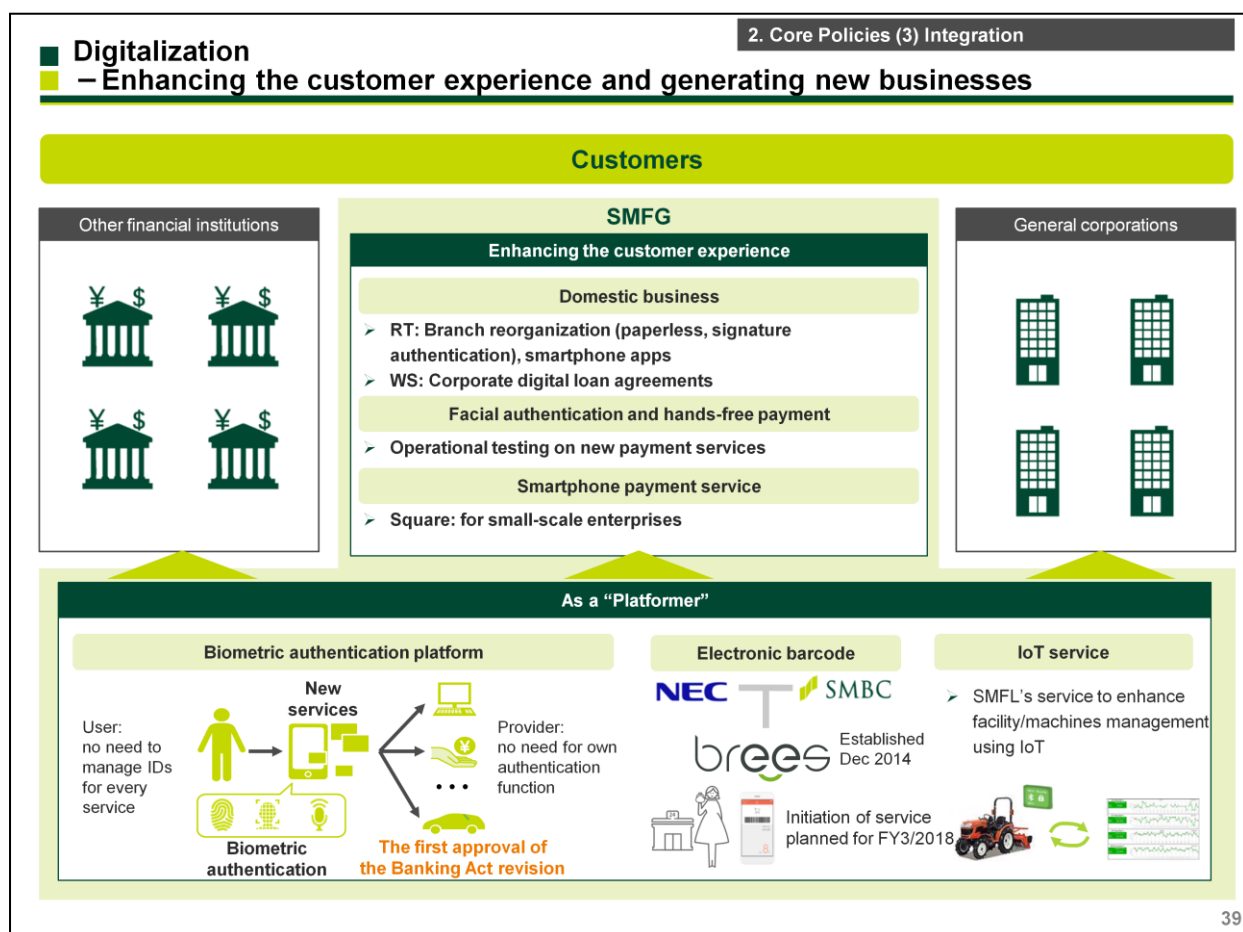 2. Core Policies (3) Integration
Digitalization
– Enhancing the customer experience and generating new businesses
Customers
Other financial institutions
¥ $ ¥ $
¥ $ ¥ $
SMFG
Enhancing the customer experience
Domestic business
➢ RT: Branch reorganization (paperless, signature
authentication), smartphone apps
➢ WS: Corporate digital loan agreements
Facial authentication and hands-free payment
➢ Operational testing on new payment services
Smartphone payment service
➢ Square: for small-scale enterprises
General corporations
As a “Platformer”
Biometric authentication platform
User:
no need to
manage IDs
for every
service
New
services
¥
• • •
Provider:
no need for own
authentication
function
Biometric
authentication
The first approval of
the Banking Act revision
Electronic barcode
NEC
SMBC
brees
Established
Dec 2014
24
Initiation of service
planned for FY3/2018
IoT service
➢ SMFL’s service to enhance
facility/machines management
using IoT
39